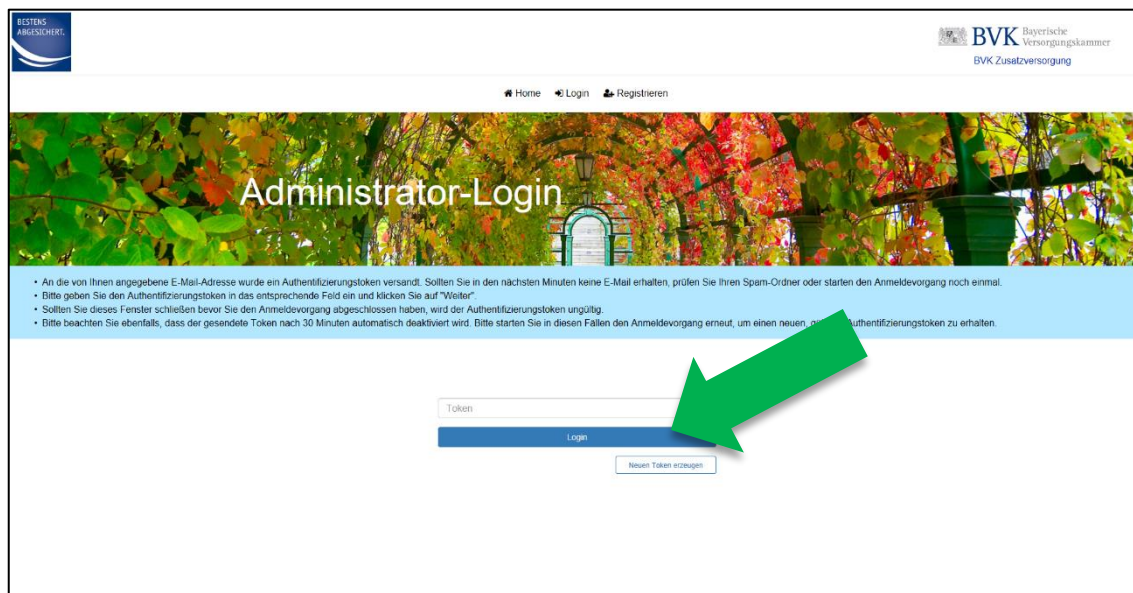 BESTENS
ABGESICHERT.
BVK Bayerische
Versorgungskammer
BVK Zusatzversorgung
Home Login Registrieren
Administrator-Login
• An die von Ihnen angegebene E-Mail-Adresse wurde ein Authentifizierungstoken versandt. Sollten Sie in den nächsten Minuten keine E-Mail erhalten, prüfen Sie Ihren Spam-Ordner oder starten den Anmeldevorgang noch einmal.
• Bitte geben Sie den Authentifizierungstoken in das entsprechende Feld ein und klicken Sie auf "Weiter".
• Sollten Sie dieses Fenster schließen bevor Sie den Anmeldevorgang abgeschlossen haben, wird der Authentifizierungstoken ungültig.
• Bitte beachten Sie ebenfalls, dass der gesendete Token nach 30 Minuten automatisch deaktiviert wird. Bitte starten Sie in diesen Fällen den Anmeldevorgang erneut, um einen neuen, Authentifizierungstoken zu erhalten.
Token
Login
Neuen Token erzeugen